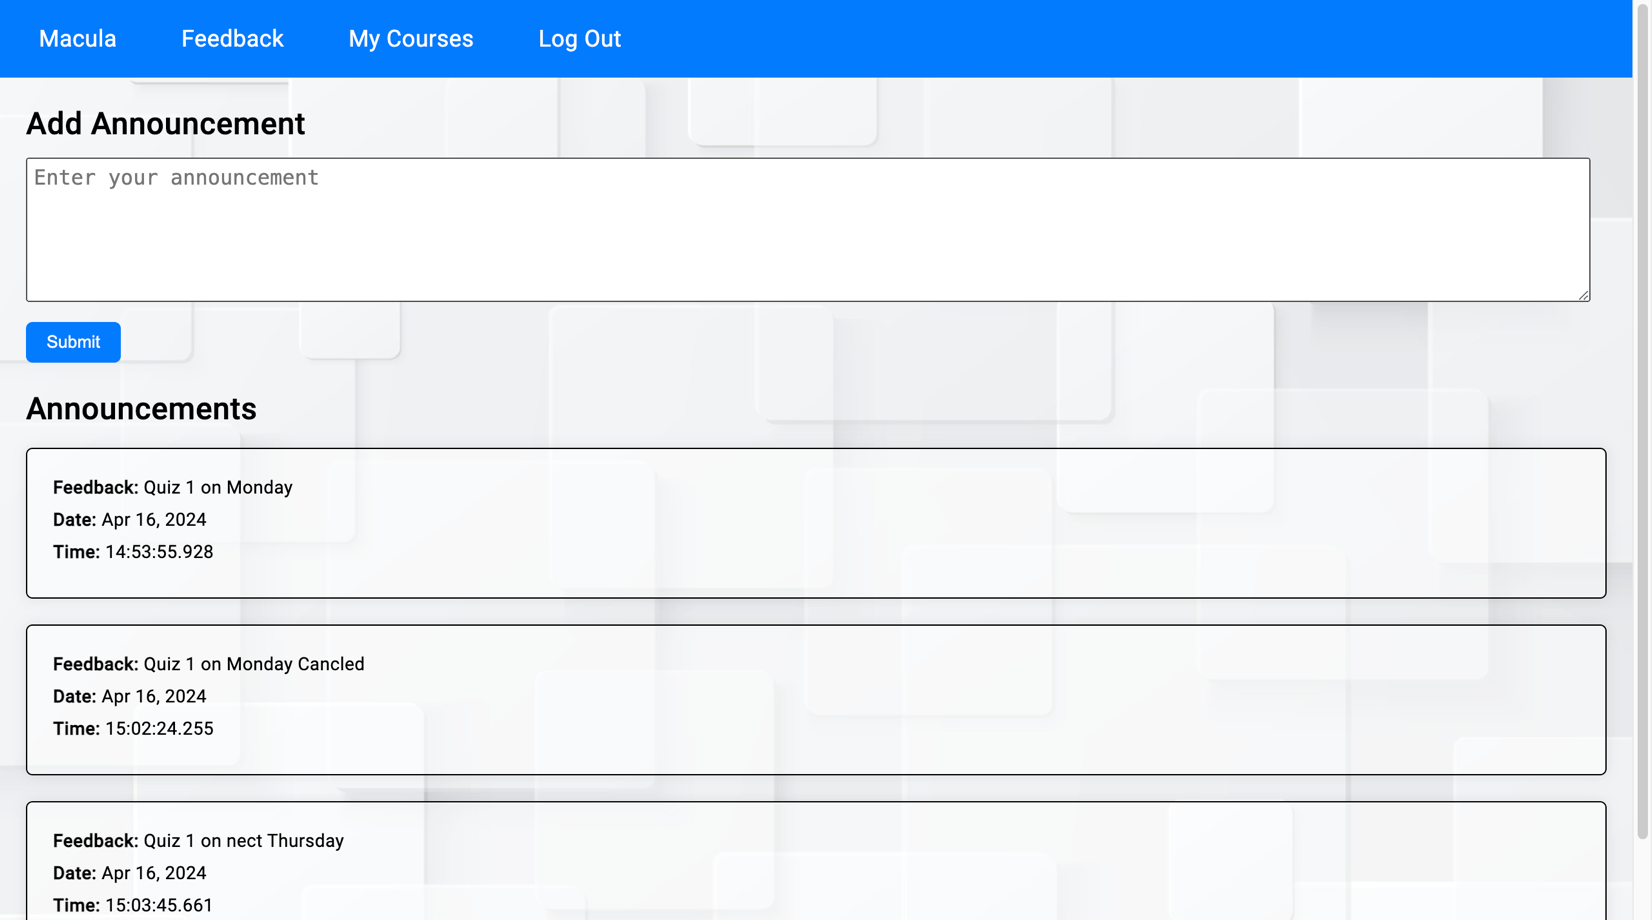 Macula Feedback My Courses Log Out
Add Announcement
Enter your announcement
Submit
Announcements
Feedback: Quiz 1 on Monday
Date: Apr 16, 2024
Time: 14:53:55.928
Feedback: Quiz 1 on Monday Cancled
Date: Apr 16, 2024
Time: 15:02:24.255
Feedback: Quiz 1 on nect Thursday
Date: Apr 16, 2024
Time: 15:03:45.661